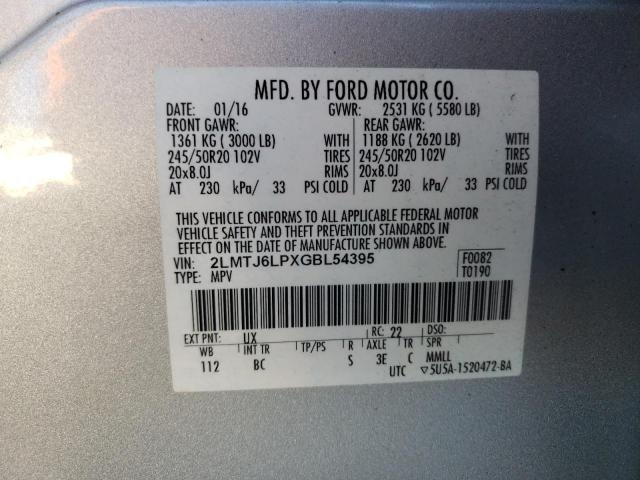 MFD. BY FORD MOTOR CO.
DATE: 01/16 GVWR: 2531 KG ( 5580 LB)
FRONT GAWR: REAR GAWR:
1361 KG ( 3000 LB) WITH 1188 KG ( 2620 LB) WITH
245/50R20 102V TIRES 245/50R20 102V TIRES
20x8.0J RIMS 20x8.0J RIMS
AT 230 kPa/ 33 PSI COLD AT 230 kPa/ 33 PSI COLD
THIS VEHICLE CONFORMS TO ALL APPLICABLE FEDERAL MOTOR
VEHICLE SAFETY AND THEFT PREVENTION STANDARDS IN
EFFECT ON THE DATE OF MANUFACTURE SHOWN ABOVE.
VIN: 2LMTJ6LPXGBL54395 F0082
TYPE: MPV T0190
EXT PNT: UX RC: 22 DSO:
WB INT TR TP/PS R AXLE TR SPR
112 BC S 3E C MMLL
UTC ▽5U5A-1520472-BA